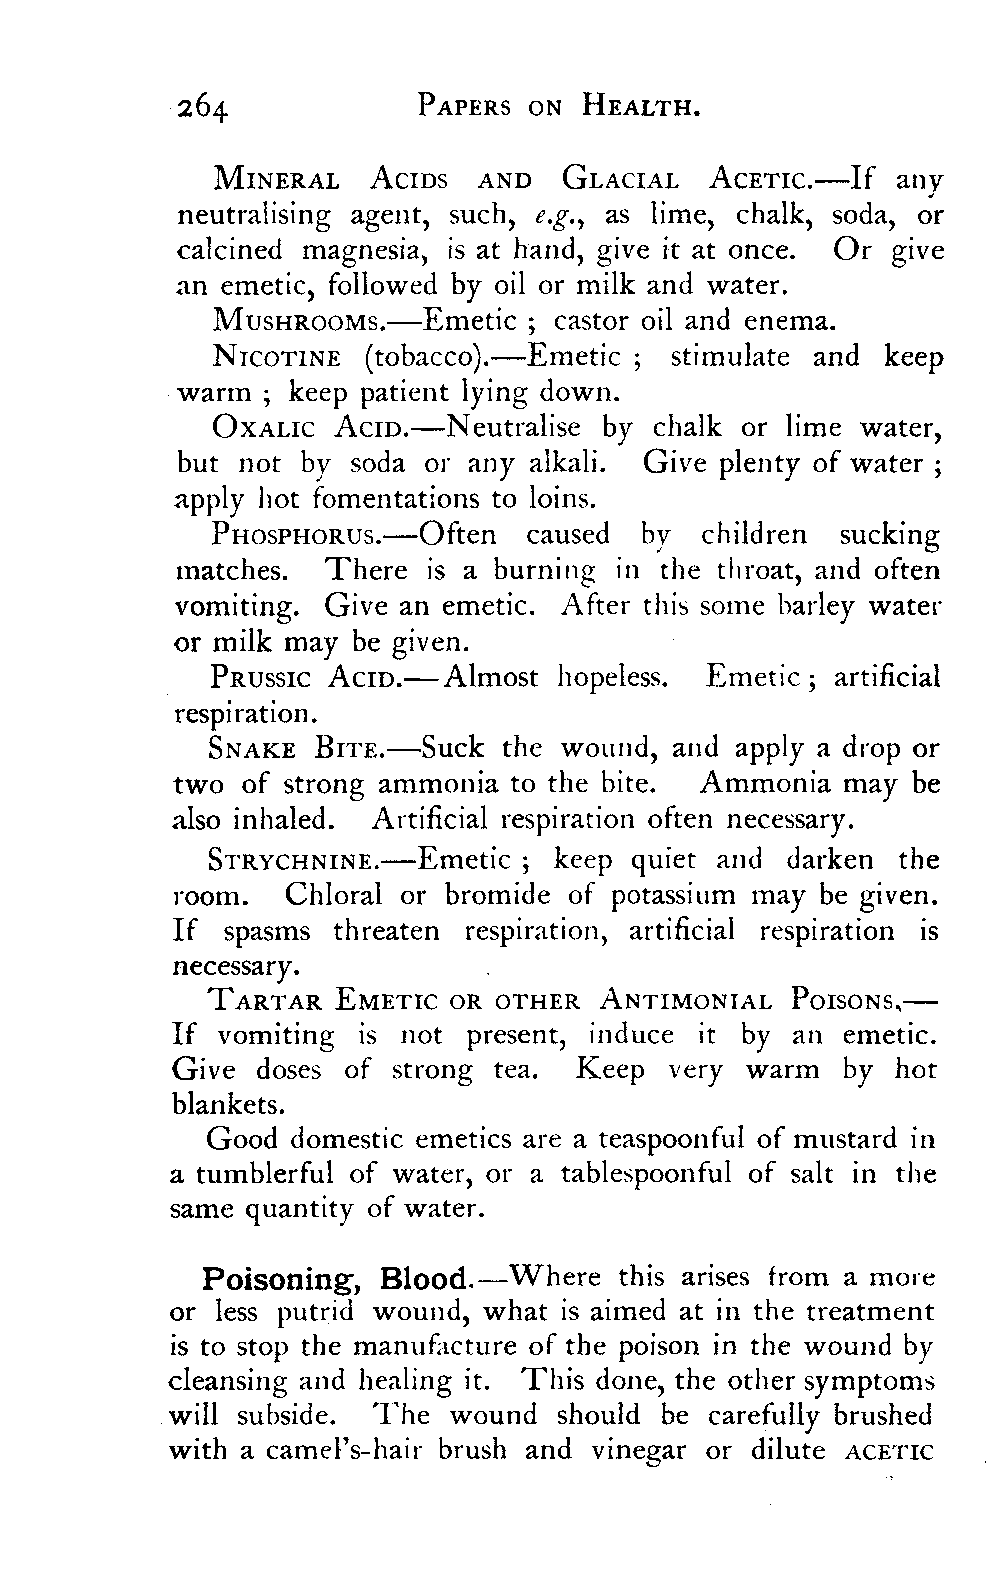 264 PAPERS ON HEALTH.
MINERAL ACIDS AND GLACIAL ACETIC.—If any
neutralising agent, such, e.g., as lime, chalk, soda, or
calcined magnesia, is at hand, give it at once. Or give
an emetic, followed by oil or milk and water.
MUSHROOMS.—Emetic ; castor oil and enema.
NICOTINE (tobacco).—Emetic ; stimulate and keep
warm ; keep patient lying down.
OXALIC ACID.—Neutralise by chalk or lime water,
but not by soda or any alkali. Give plenty of water ;
apply hot fomentations to loins.
PHOSPHORUS.—Often caused by children sucking
matches. There is a burning in the throat, and often
vomiting. Give an emetic. After this some barley water
or milk may be given.
PRUSSIC ACID.—Almost hopeless. Emetic ; artificial
respiration.
SNAKE BITE.—Suck the wound, and apply a drop or
two of strong ammonia to the bite. Ammonia may be
also inhaled. Artificial respiration often necessary.
STRYCHNINE.—Emetic ; keep quiet and darken the
room. Chloral or bromide of potassium may be given.
If spasms threaten respiration, artificial respiration is
necessary.
TARTAR EMETIC OR OTHER ANTIMONIAL POISONS.—
If vomiting is not present, induce it by an emetic.
Give doses of strong tea. Keep very warm by hot
blankets.
Good domestic emetics are a teaspoonful of mustard in
a tumblerful of water, or a tablespoonful of salt in the
same quantity of water.
Poisoning, Blood.—Where this arises from a more
or less putrid wound, what is aimed at in the treatment
is to stop the manufacture of the poison in the wound by
cleansing and healing it. This done, the other symptoms
will subside. The wound should be carefully brushed
with a camel's-hair brush and vinegar or dilute ACETIC